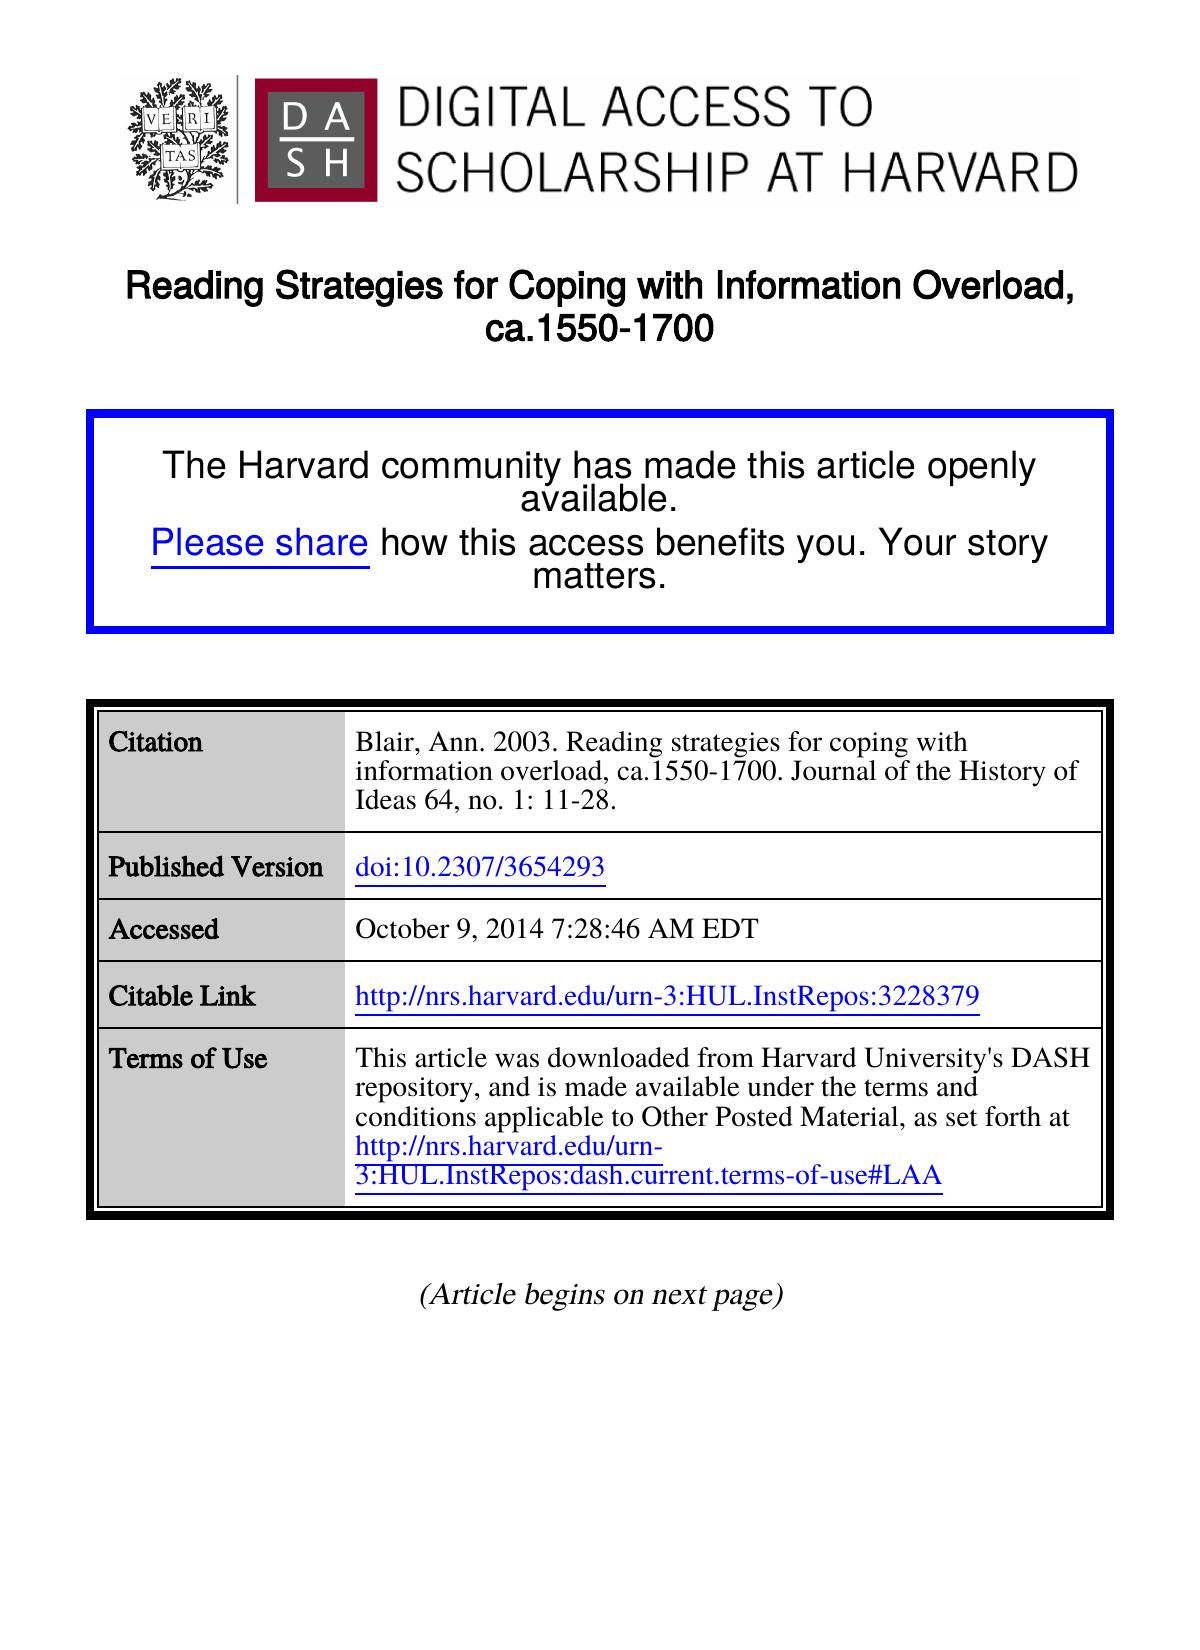 VE RI
TAS
D A
S H
DIGITAL ACCESS TO
SCHOLARSHIP AT HARVARD
Reading Strategies for Coping with Information Overload,
ca.1550-1700
The Harvard community has made this article openly
available.
Please share how this access benefits you. Your story
matters.
Citation
Blair, Ann. 2003. Reading strategies for coping with
information overload, ca.1550-1700. Journal of the History of
Ideas 64, no. 1: 11-28.
Published Version
doi:10.2307/3654293
Accessed
October 9, 2014 7:28:46 AM EDT
Citable Link
http://nrs.harvard.edu/urn-3:HUL.InstRepos:3228379
Terms of Use
This article was downloaded from Harvard University's DASH
repository, and is made available under the terms and
conditions applicable to Other Posted Material, as set forth at
http://nrs.harvard.edu/urn-
3:HUL.InstRepos:dash.current.terms-of-use#LAA
(Article begins on next page)